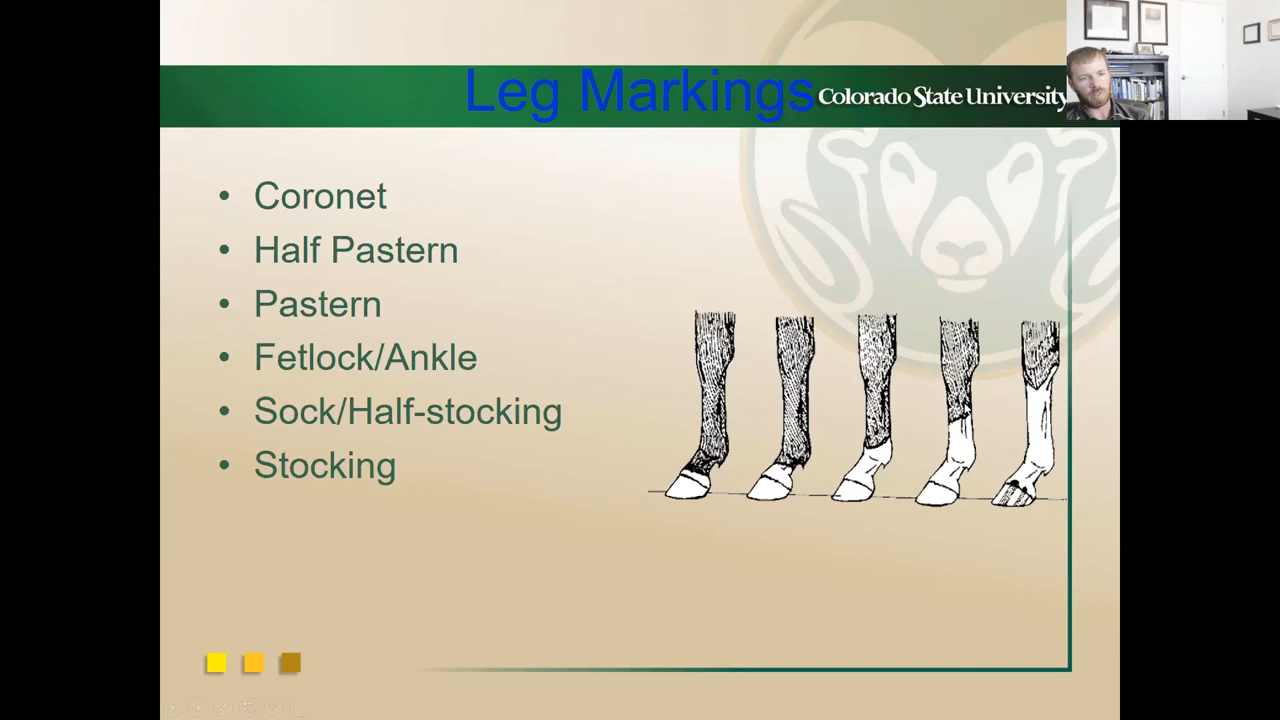 Leg Markings
Colorado State University
• Coronet
• Half Pastern
• Pastern
• Fetlock/Ankle
• Sock/Half-stocking
• Stocking